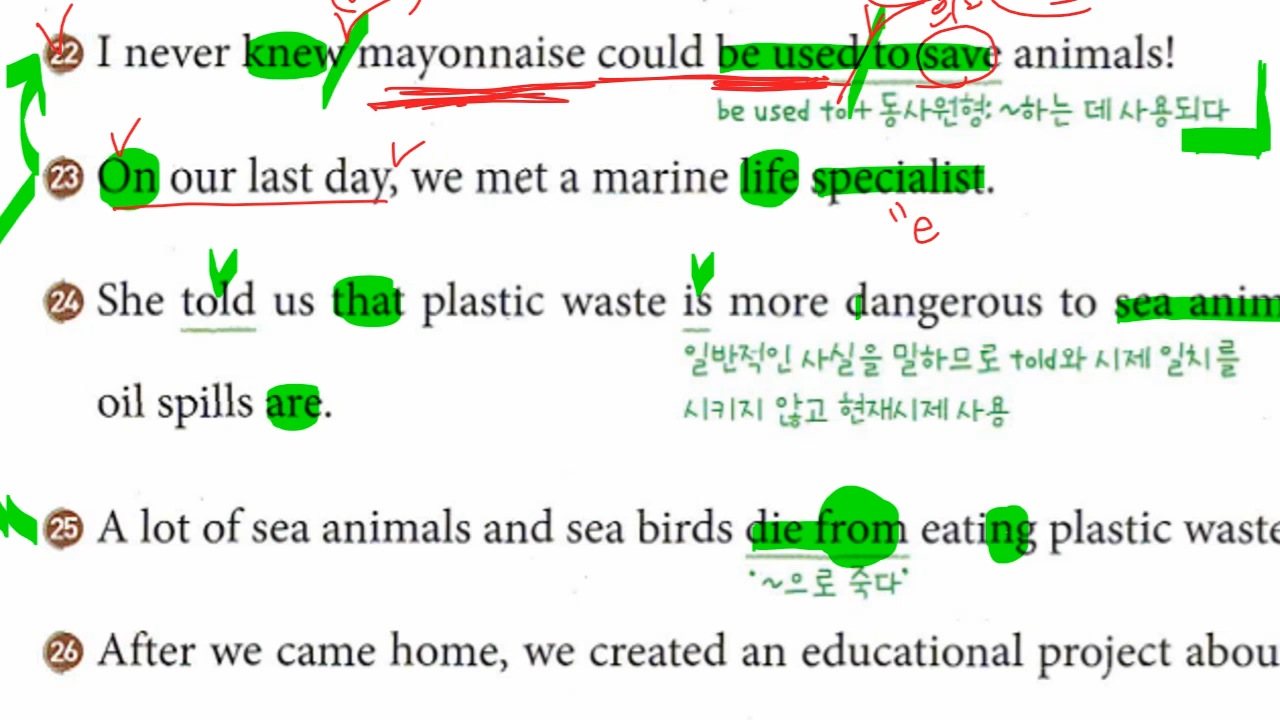 22 I never knew mayonnaise could be used to save animals!
be used to + 동사원형: ~하는 데 사용되다
23 On our last day, we met a marine life specialist.
"e
24 She told us that plastic waste is more dangerous to sea anim
일반적인 사실을 말하므로 told와 시제 일치를
oil spills are.
시키지 않고 현재시제 사용
25 A lot of sea animals and sea birds die from eating plastic waste
'~으로 죽다'
26 After we came home, we created an educational project abou